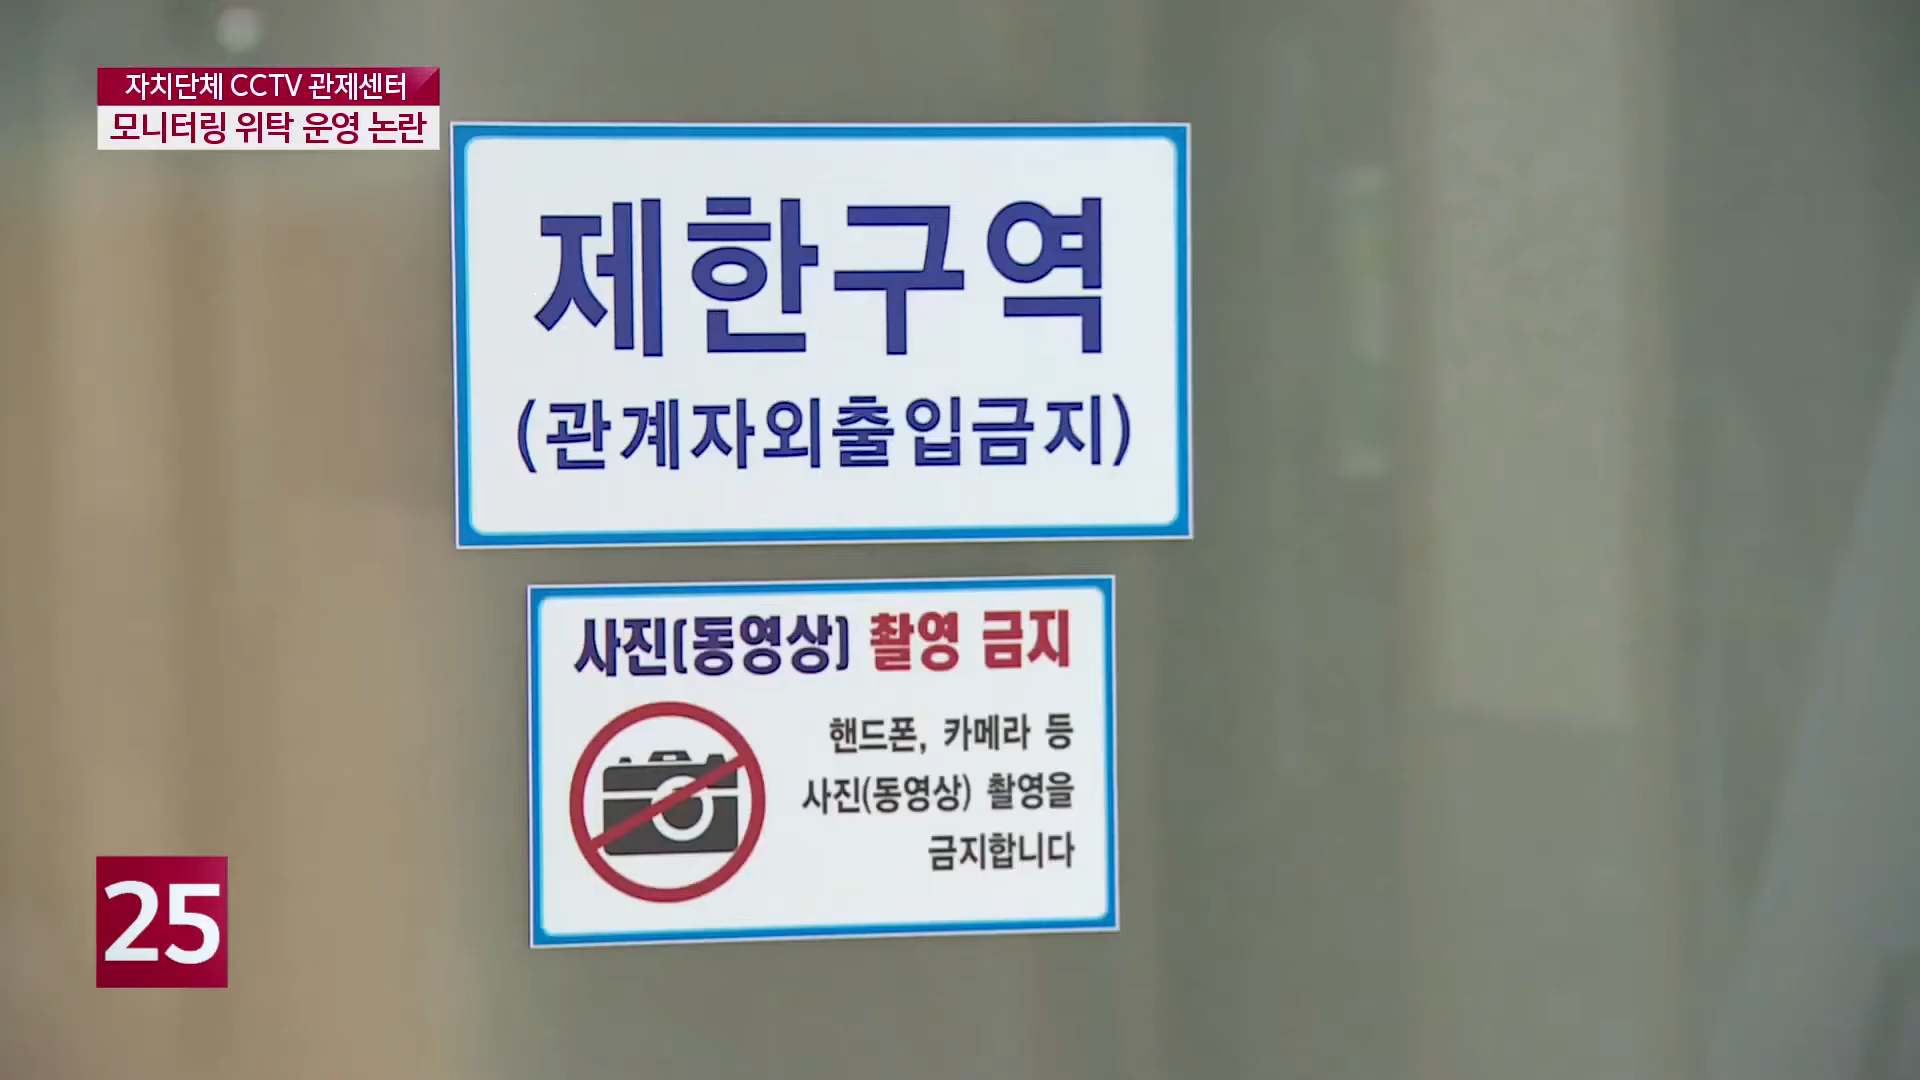 자치단체 CCTV 관제센터
모니터링 위탁 운영 논란
제한구역
(관계자외출입금지)
사진(동영상) 촬영 금지
핸드폰, 카메라 등
사진(동영상) 촬영을
금지합니다
25